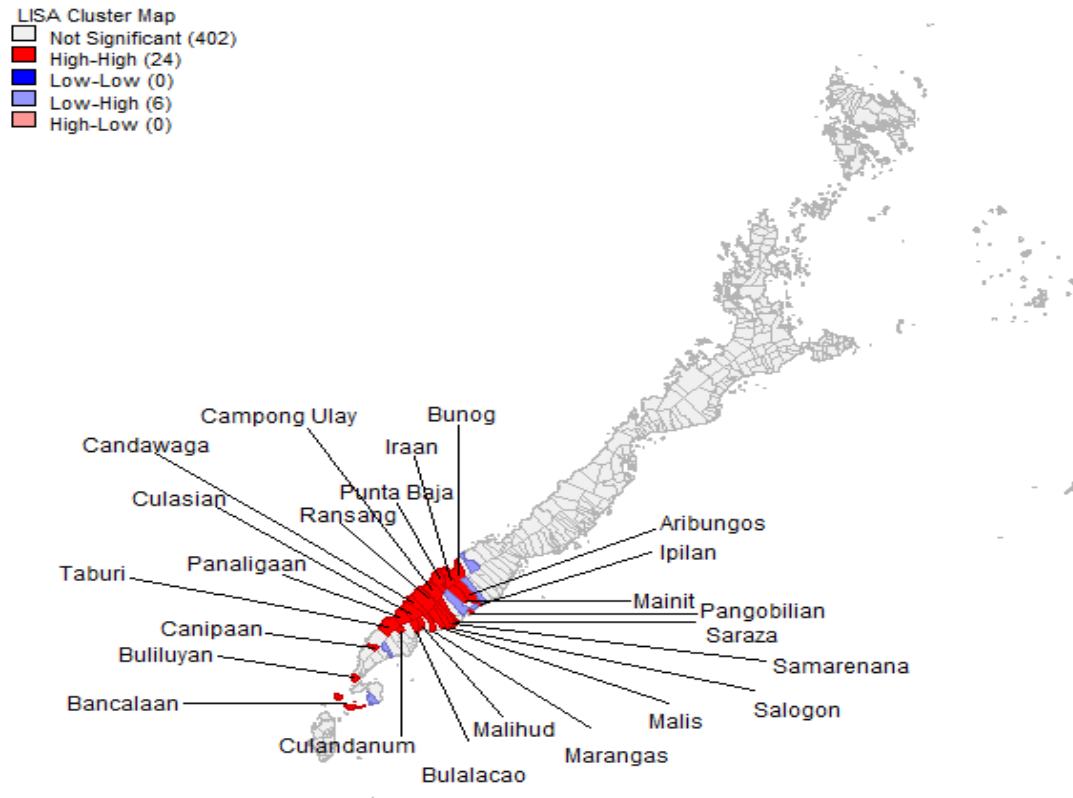 LISA Cluster Map
Not Significant (402)
High-High (24)
Low-Low (0)
Low-High (6)
High-Low (0)
Campong Ulay
Bunog
Candawaga
Iraan
Culasian
Punta Baja
Ransang
Aribungos
Panaligaan
Ipilan
Taburi
Mainit
Pangobilian
Canipaan
Saraza
Buliluyan
Samarenana
Bancalaan
Salogon
Malis
Malihud
Culandanum
Marangas
Bulalacao